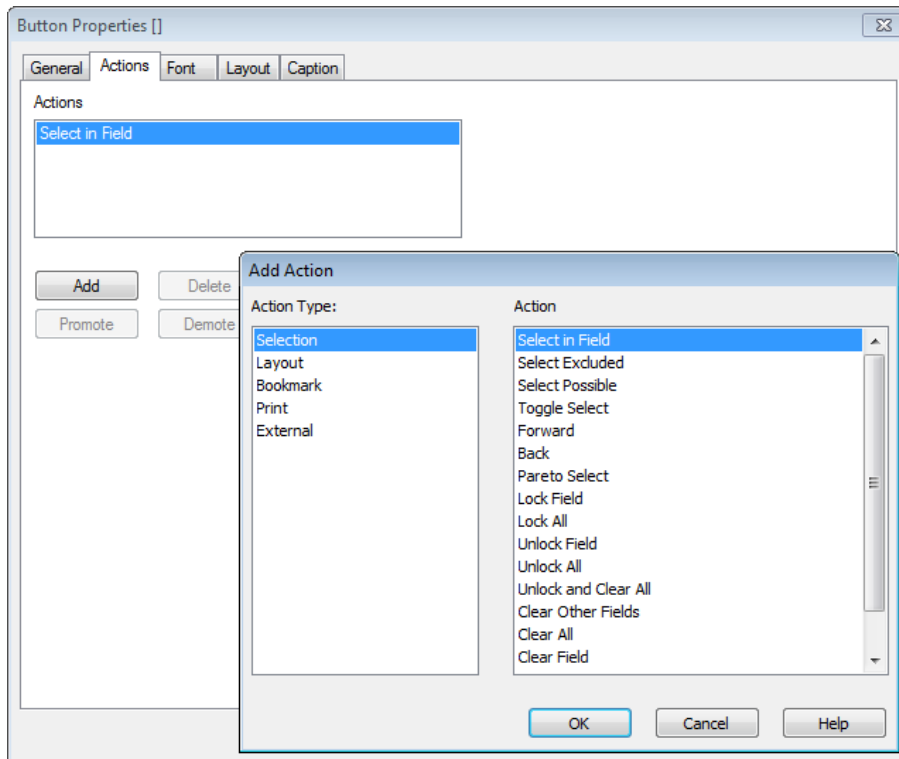 Button Properties []
General Actions Font Layout Caption
Actions
Select in Field
Add Delete
Promote Demote
Add Action
Action Type:
Selection
Layout
Bookmark
Print
External
Action
Select in Field
Select Excluded
Select Possible
Toggle Select
Forward
Back
Pareto Select
Lock Field
Lock All
Unlock Field
Unlock All
Unlock and Clear All
Clear Other Fields
Clear All
Clear Field
OK Cancel Help